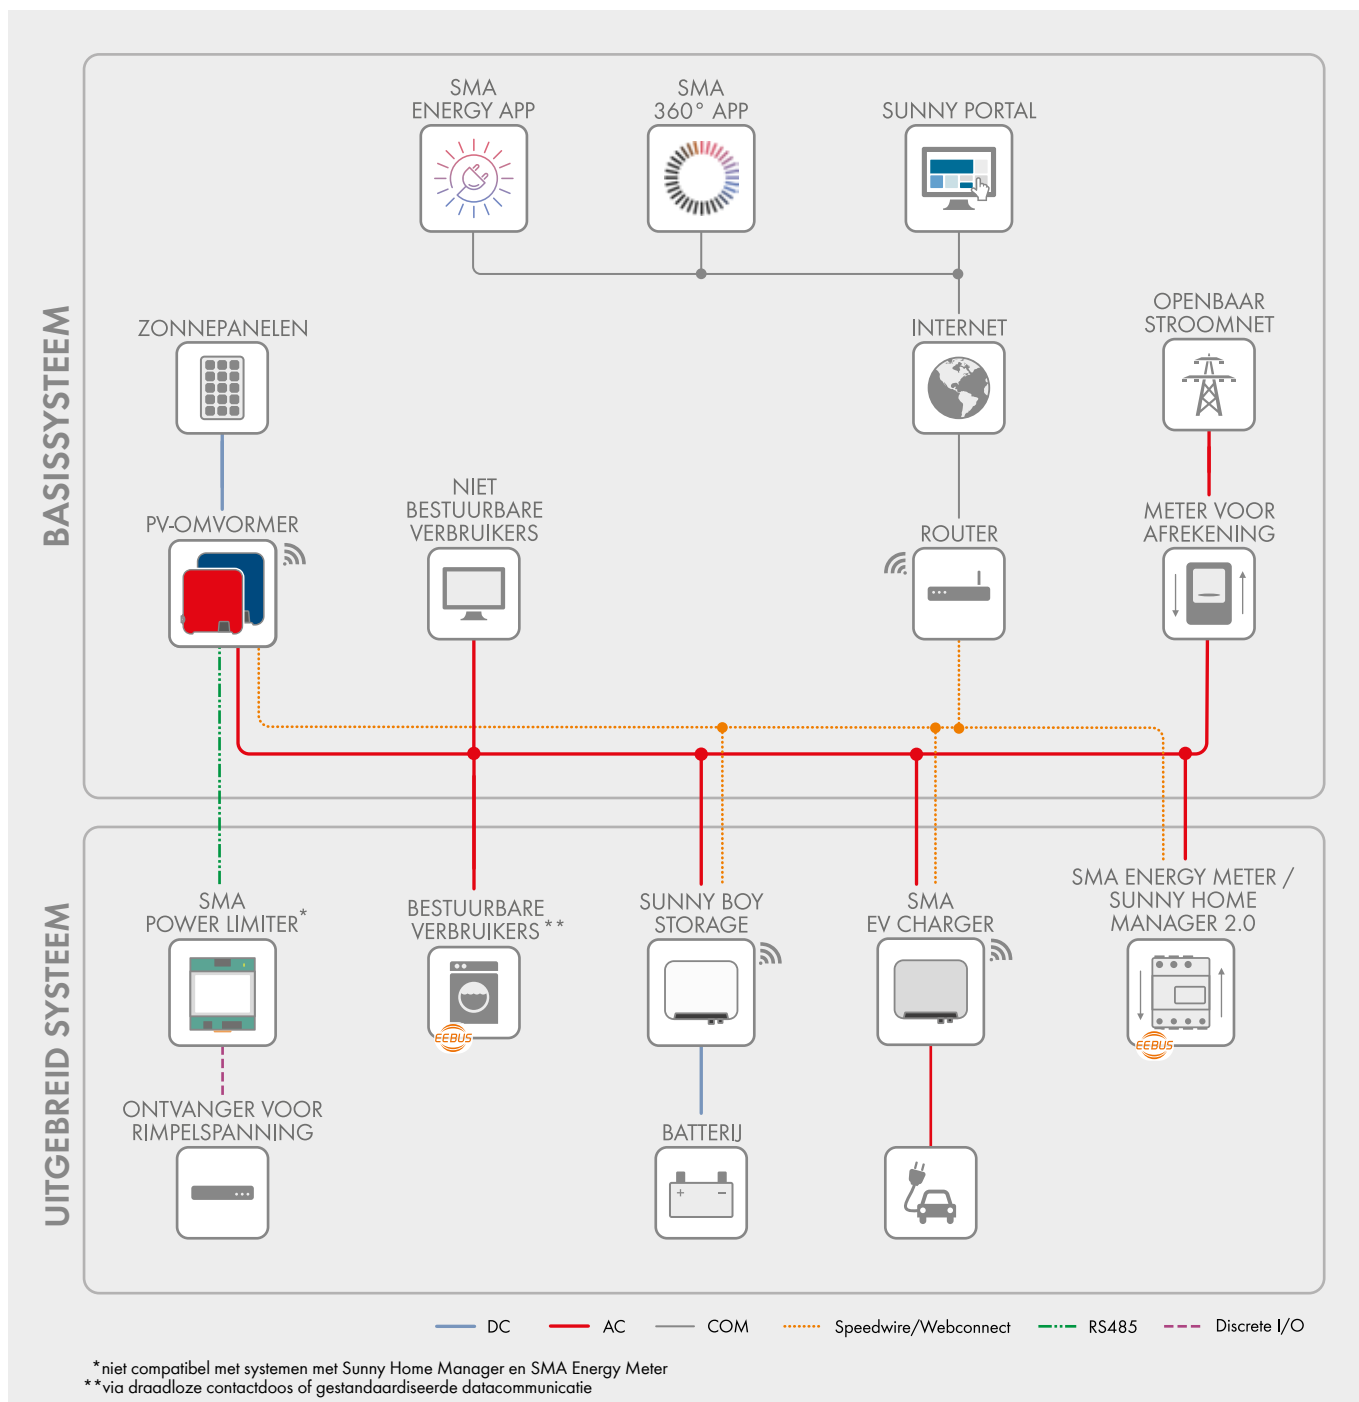 BASISSYSTEEM
SMA
ENERGY APP
SMA
360° APP
SUNNY PORTAL
ZONNEPANELEN
INTERNET
OPENBAAR
STROOMNET
PV-OMVORMER
NIET
BESTUURBARE
VERBRUIKERS
ROUTER
METER VOOR
AFREKENING
UITGEBREID SYSTEEM
SMA
POWER LIMITER*
BESTUURBARE
VERBRUIKERS**
SUNNY BOY
STORAGE
SMA
EV CHARGER
SMA ENERGY METER /
SUNNY HOME
MANAGER 2.0
EEBUS
EEBUS
ONTVANGER VOOR
RIMPELSPANNING
BATTERIJ
+ −
DC AC COM Speedwire/Webconnect RS485 Discrete I/O
*niet compatibel met systemen met Sunny Home Manager en SMA Energy Meter
**via draadloze contactdoos of gestandaardiseerde datacommunicatie